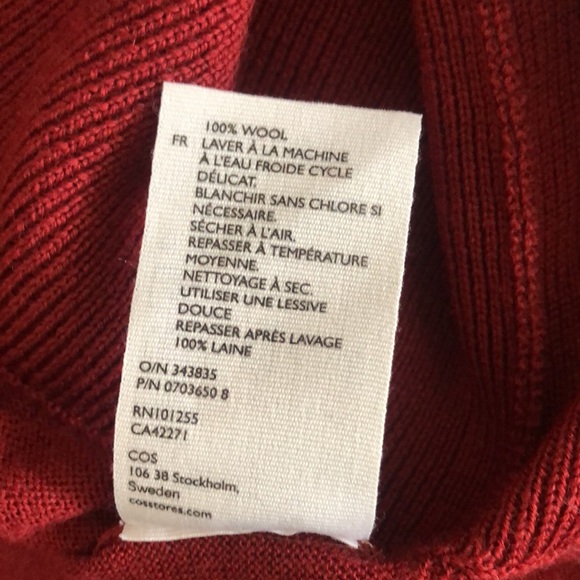 100% WOOL
FR LAVER À LA MACHINE
À L'EAU FROIDE CYCLE
DÉLICAT.
BLANCHIR SANS CHLORE SI
NÉCESSAIRE.
SÉCHER À L'AIR.
REPASSER À TEMPÉRATURE
MOYENNE.
NETTOYAGE À SEC.
UTILISER UNE LESSIVE
DOUCE
REPASSER APRÉS LAVAGE
100% LAINE
O/N 343835
P/N 0703650 8
RN101255
CA42271
COS
106 38 Stockholm,
Sweden
cosstores.com